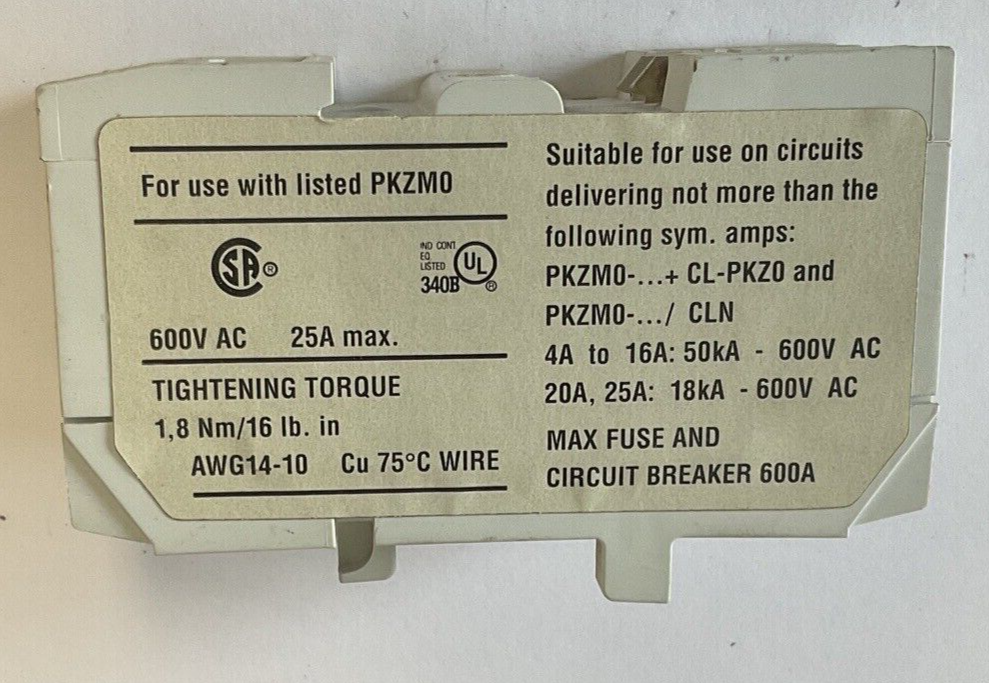 For use with listed PKZM0
SA ®
IND CONT
EQ.
LISTED
340B
UL ®
600V AC 25A max.
TIGHTENING TORQUE
1,8 Nm/16 lb. in
AWG14-10 Cu 75°C WIRE
Suitable for use on circuits
delivering not more than the
following sym. amps:
PKZM0-...+ CL-PKZ0 and
PKZM0-.../ CLN
4A to 16A: 50kA - 600V AC
20A, 25A: 18kA - 600V AC
MAX FUSE AND
CIRCUIT BREAKER 600A